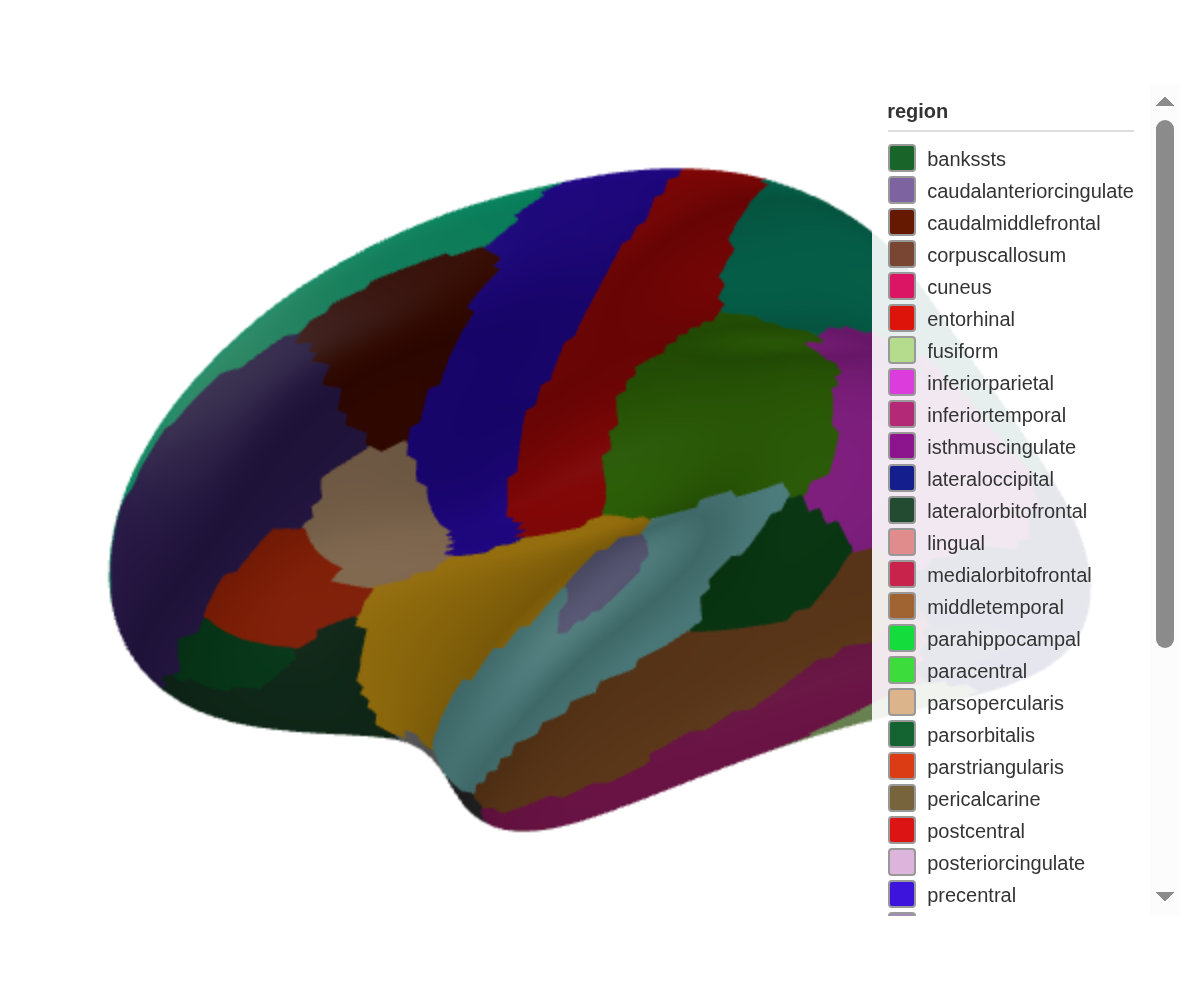 region
bankssts
caudalanteriorcingulate
caudalmiddlefrontal
corpuscallosum
cuneus
entorhinal
fusiform
inferiorparietal
inferiortemporal
isthmuscingulate
lateraloccipital
lateralorbitofrontal
lingual
medialorbitofrontal
middletemporal
parahippocampal
paracentral
parsopercularis
parsorbitalis
parstriangularis
pericalcarine
postcentral
posteriorcingulate
precentral